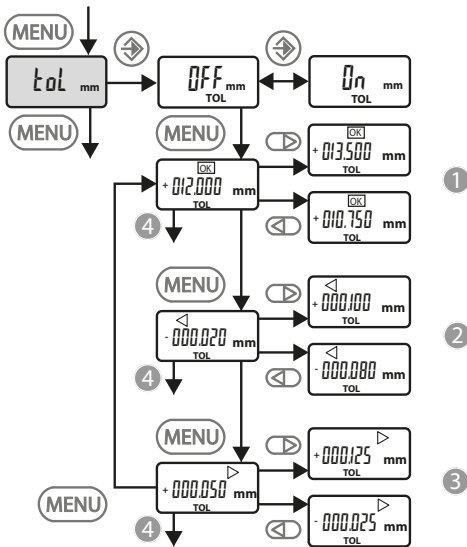 MENU
toL mm
OFF mm
TOL
On mm
TOL
MENU
MENU
OK
+ 013.500 mm
TOL
1
OK
+ 012.000 mm
TOL
OK
+ 010.750 mm
TOL
4
MENU
+ 000.100 mm
TOL
2
- 000.020 mm
TOL
- 000.080 mm
TOL
4
MENU
+ 000.125 mm
TOL
3
+ 000.050 mm
TOL
- 000.025 mm
TOL
MENU
4